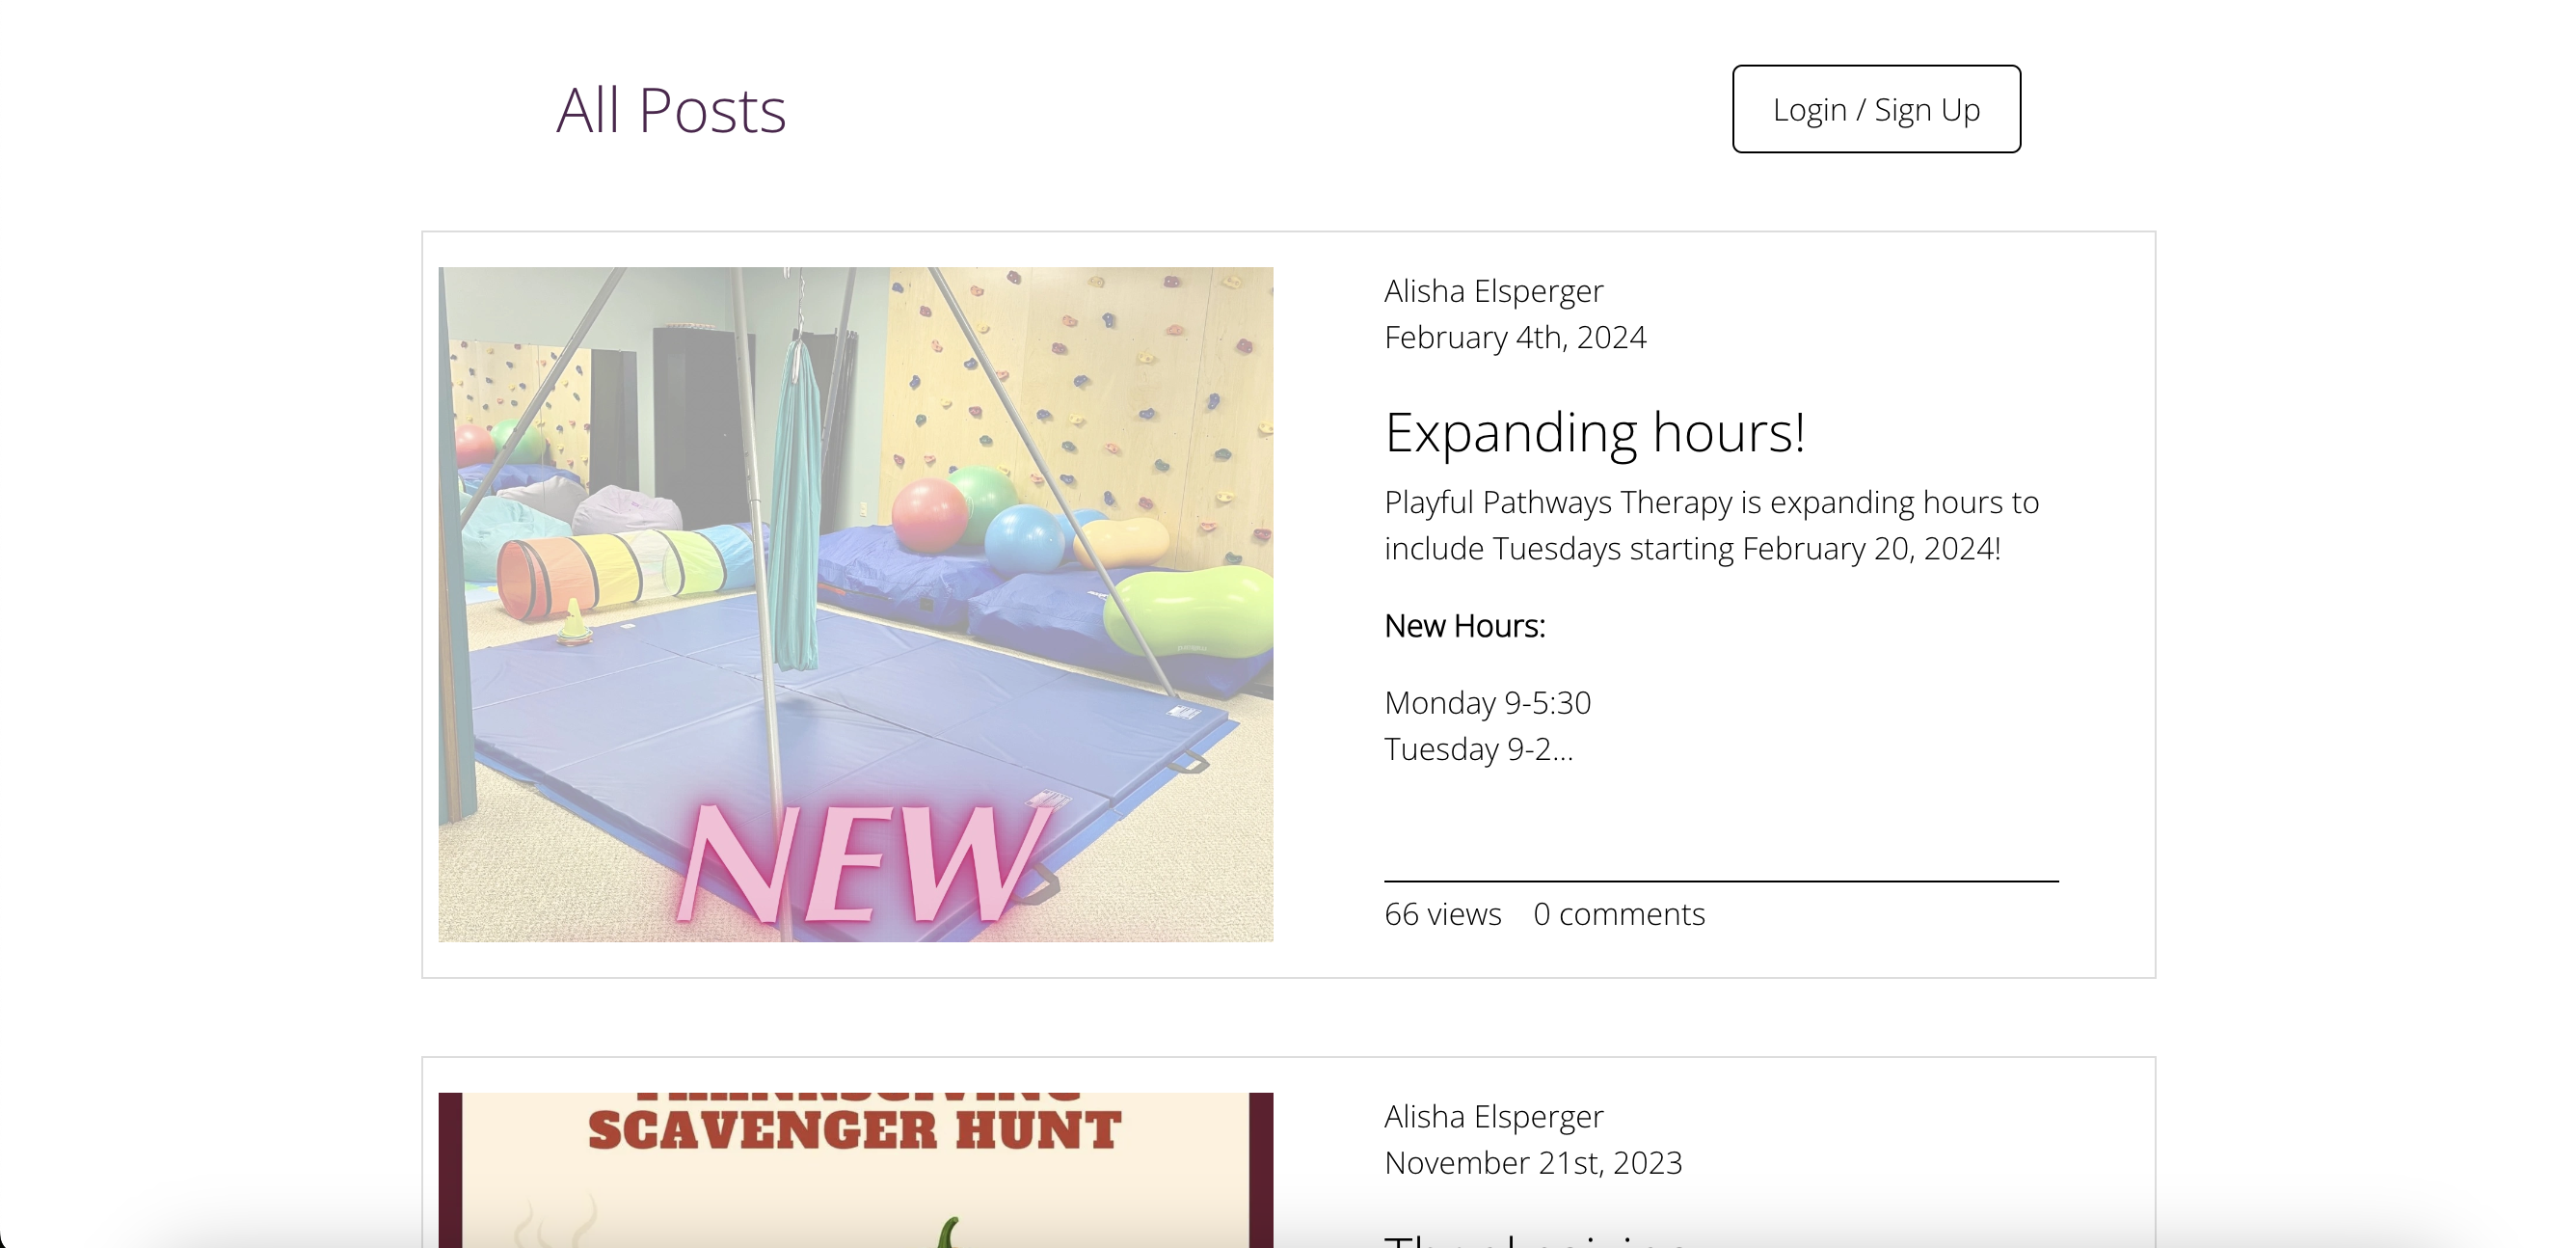 All Posts
Login / Sign Up
Alisha Elsperger
February 4th, 2024
Expanding hours!
Playful Pathways Therapy is expanding hours to
include Tuesdays starting February 20, 2024!
New Hours:
Monday 9-5:30
Tuesday 9-2...
NEW
66 views 0 comments
THANKSGIVING
SCAVENGER HUNT
Alisha Elsperger
November 21st, 2023